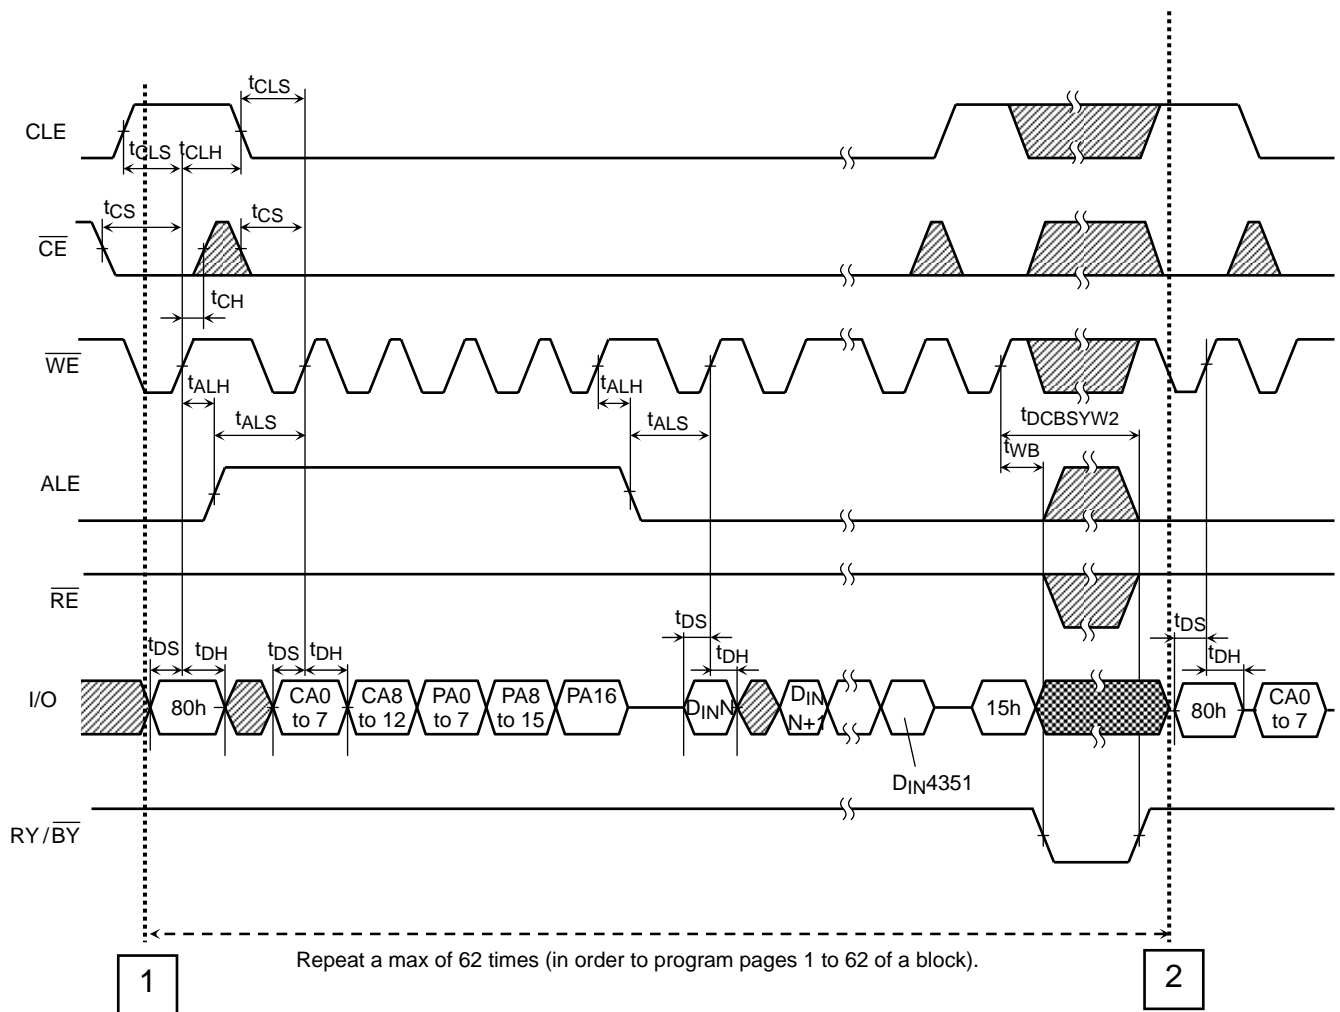 tCLS
CLE
tCLS tCLH
tCS tCS
CE
tCH
WE
tALH tALH
tALS tALS
tDCBSYW2
tWB
ALE
RE
tDS tDH tDS tDH tDS tDH tDS tDH
I/O
80h
CA0 to 7
CA8 to 12
PA0 to 7
PA8 to 15
PA16
DINN
DIN N+1
15h
80h
CA0 to 7
DIN4351
RY/BY
Repeat a max of 62 times (in order to program pages 1 to 62 of a block).
1
2